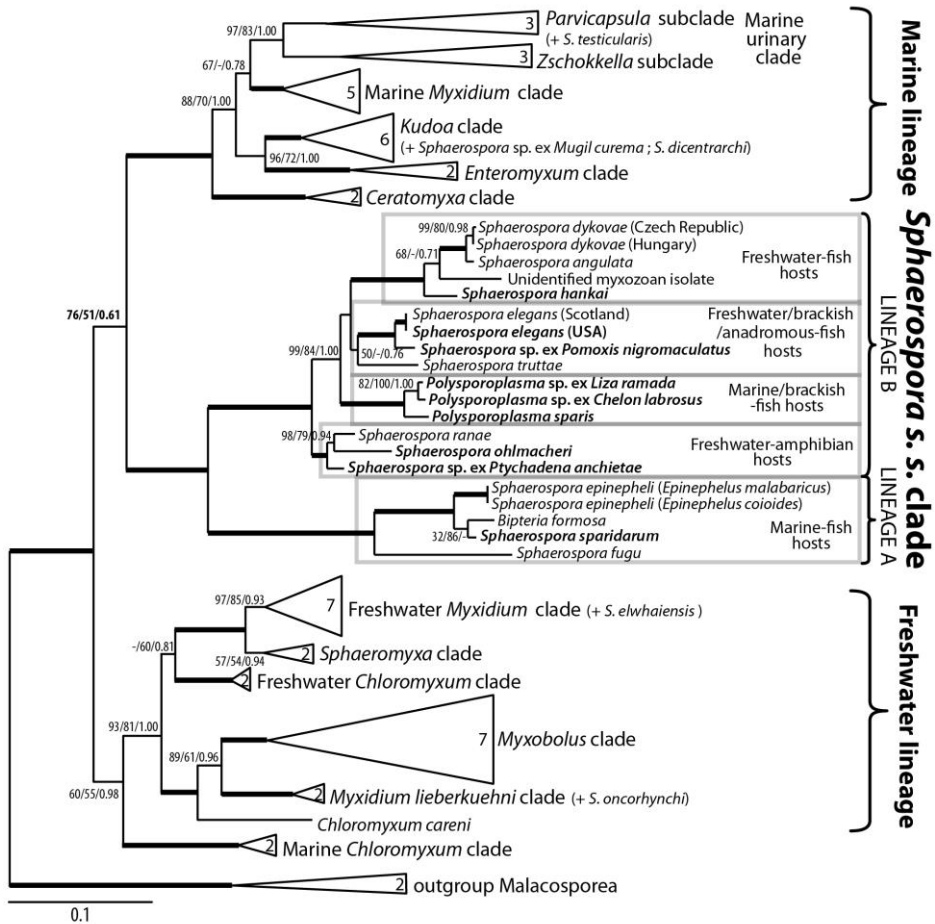 97/83/1.00
3
Parvicapsula subclade
(+ S. testicularis)
Marine
urinary
clade
67/-/0.78
3
Zschokkella subclade
88/70/1.00
5
Marine Myxidium clade
6
Kudoa clade
(+ Sphaerospora sp. ex Mugil curema ; S. dicentrarchi)
96/72/1.00
2
Enteromyxum clade
2
Ceratomyxa clade
Marine lineage
99/80/0.98
Sphaerospora dykovae (Czech Republic)
Sphaerospora dykovae (Hungary)
68/-/0.71
Sphaerospora angulata
Unidentified myxozoan isolate
Sphaerospora hankai
Freshwater-fish
hosts
76/51/0.61
Sphaerospora elegans (Scotland)
Sphaerospora elegans (USA)
Sphaerospora sp. ex Pomoxis nigromaculatus
Sphaerospora truttae
Freshwater/brackish
/anadromous-fish
hosts
99/84/1.00
50/-/0.76
82/100/1.00
Polysporoplasma sp. ex Liza ramada
Polysporoplasma sp. ex Chelon labrosus
Polysporoplasma sparis
Marine/brackish
-fish hosts
98/79/0.94
Sphaerospora ranae
Sphaerospora ohlmacheri
Sphaerospora sp. ex Ptychadena anchietae
Freshwater-amphibian
hosts
LINEAGE B
Sphaerospora epinepheli (Epinephelus malabaricus)
Sphaerospora epinepheli (Epinephelus coioides)
Bipteria formosa
32/86/-
Sphaerospora sparidarum
Sphaerospora fugu
Marine-fish
hosts
LINEAGE A
Sphaerospora s. s. clade
97/85/0.93
7
Freshwater Myxidium clade (+ S. elwhaiensis )
-/60/0.81
2
Sphaeromyxa clade
57/54/0.94
2
Freshwater Chloromyxum clade
93/81/1.00
7
Myxobolus clade
89/61/0.96
2
Myxidium lieberkuehni clade (+ S. oncorhynchi)
60/55/0.98
Chloromyxum careni
2
Marine Chloromyxum clade
Freshwater lineage
2
outgroup Malacosporea
0.1